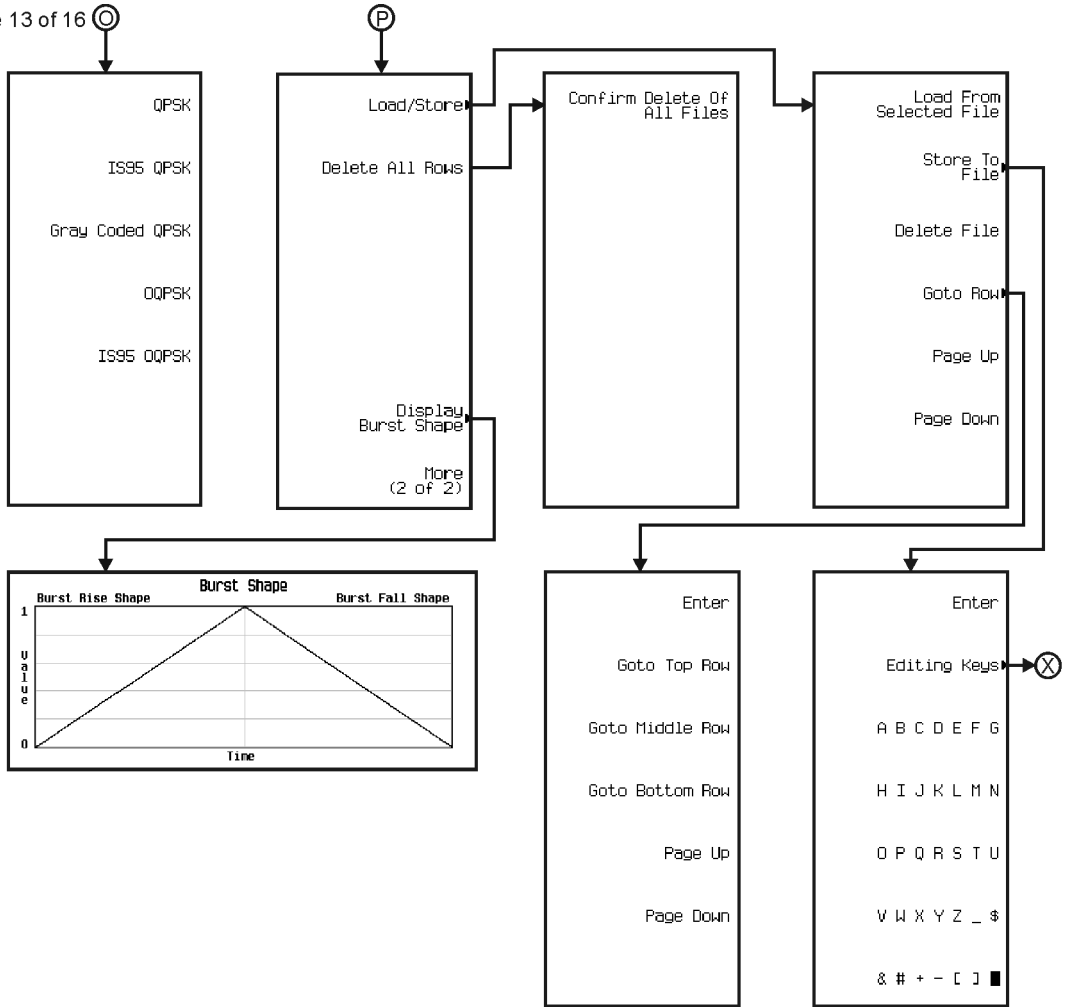 13 of 16
O
P
QPSK
IS95 QPSK
Gray Coded QPSK
OQPSK
IS95 OQPSK
Load/Store
Delete All Rows
Display
Burst Shape
More
(2 of 2)
Confirm Delete Of
All Files
Load From
Selected File
Store To
File
Delete File
Goto Row
Page Up
Page Down
Burst Shape
Burst Rise Shape
Burst Fall Shape
1
Value
0
Time
Enter
Goto Top Row
Goto Middle Row
Goto Bottom Row
Page Up
Page Down
Enter
Editing Keys
X
A B C D E F G
H I J K L M N
O P Q R S T U
V W X Y Z _ $
& # + - [ ] █